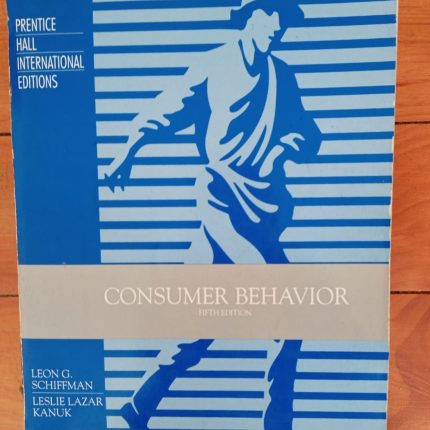 PRENTICE
HALL
INTERNATIONAL
EDITIONS
CONSUMER BEHAVIOR
FIFTH EDITION
LEON G.
SCHIFFMAN
LESLIE LAZAR
KANUK